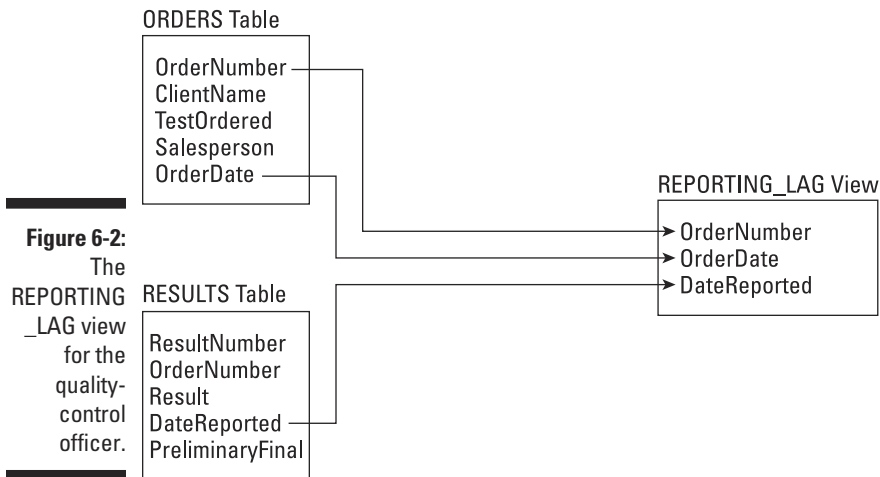 ORDERS Table
OrderNumber
ClientName
TestOrdered
Salesperson
OrderDate
REPORTING_LAG View
OrderNumber
OrderDate
DateReported
Figure 6-2:
The
REPORTING
_LAG view
for the
quality-
control
officer.
RESULTS Table
ResultNumber
OrderNumber
Result
DateReported
PreliminaryFinal